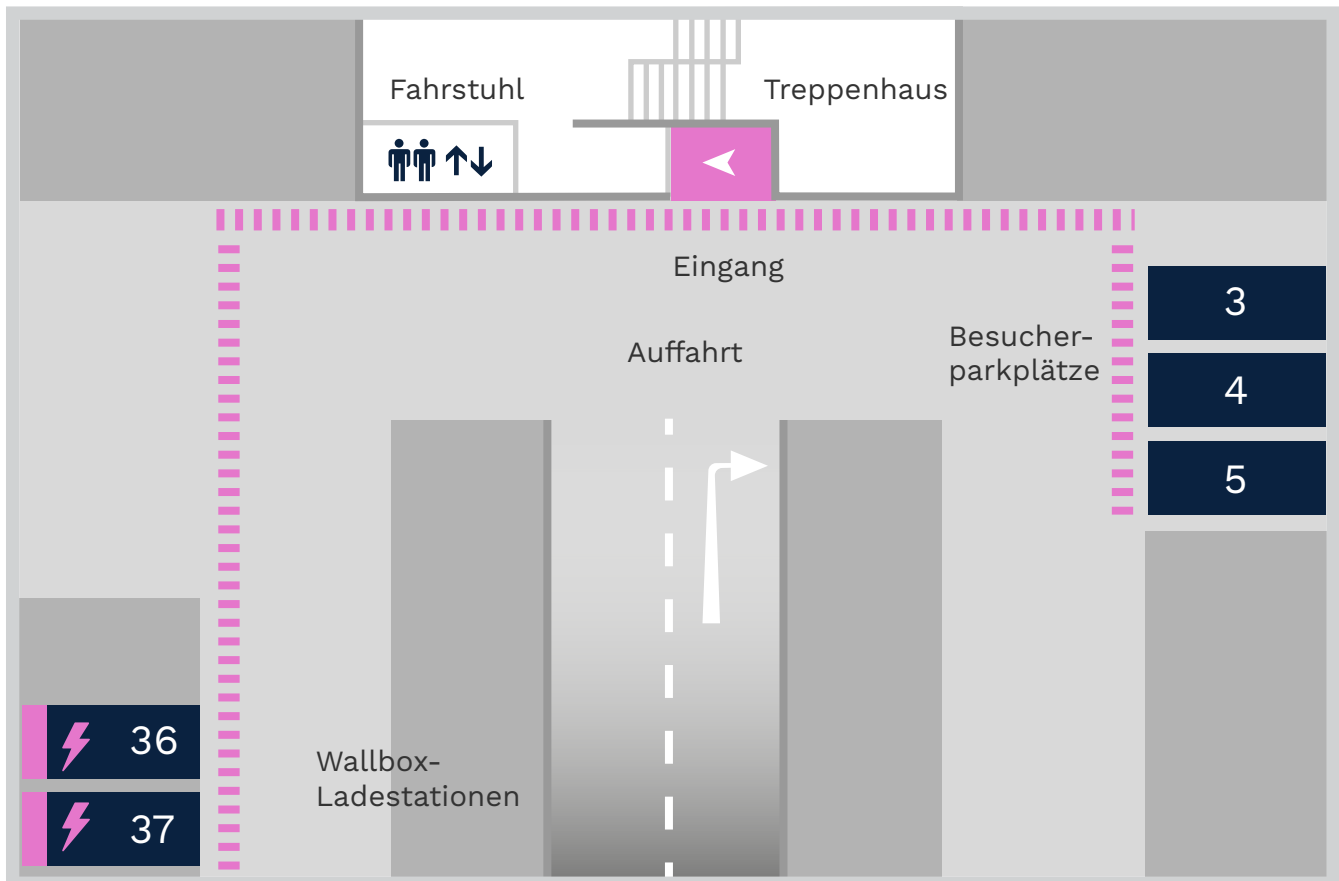 Fahrstuhl
Treppenhaus
Eingang
Auffahrt
Besucher-
parkplätze
3
4
5
36
37
Wallbox-
Ladestationen